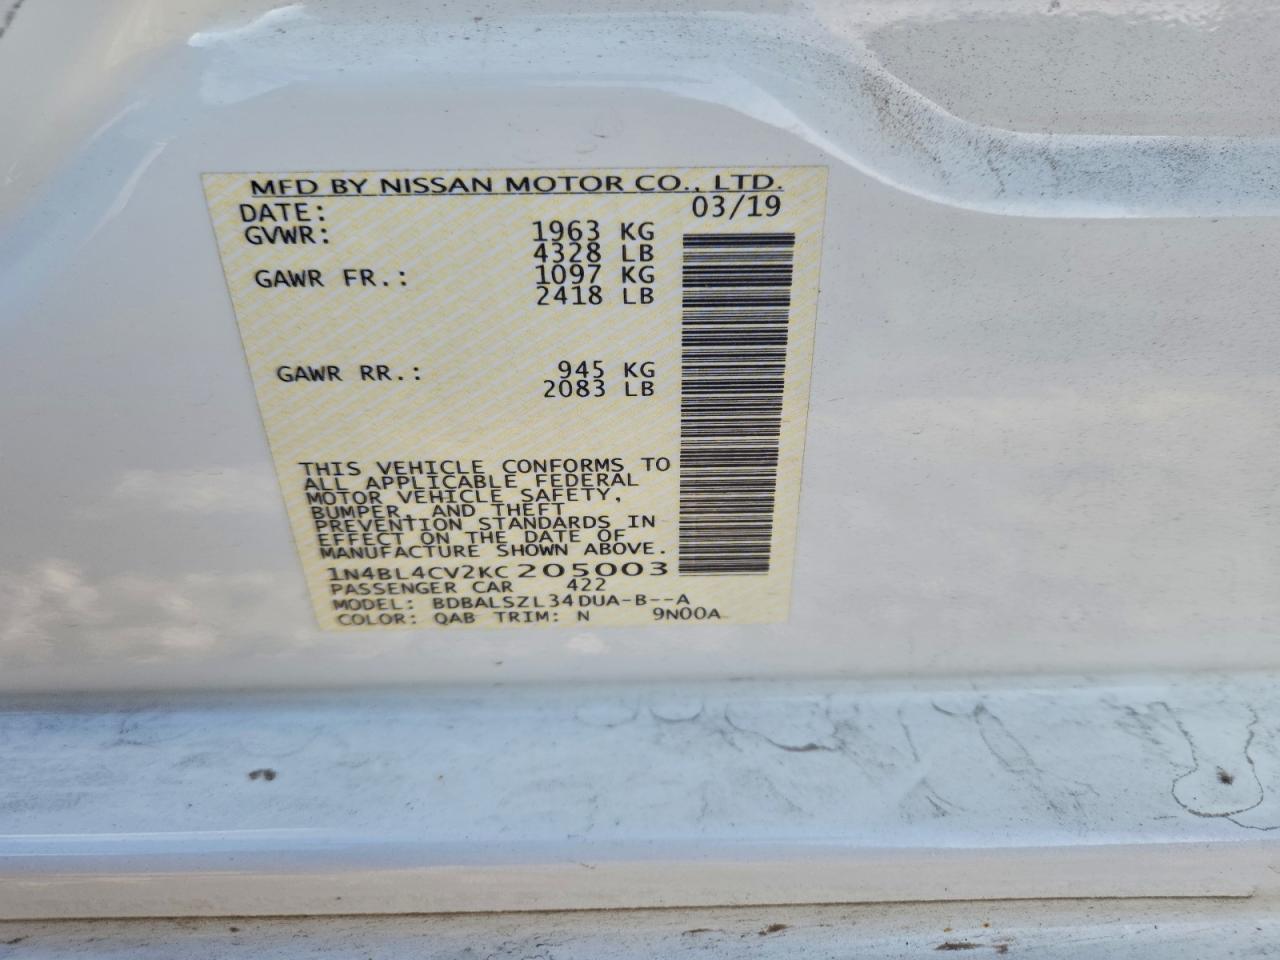 MFD BY NISSAN MOTOR CO., LTD.
DATE: 03/19
GVWR: 1963 KG
4328 LB
GAWR FR.: 1097 KG
2418 LB
GAWR RR.: 945 KG
2083 LB
THIS VEHICLE CONFORMS TO
ALL APPLICABLE FEDERAL
MOTOR VEHICLE SAFETY,
BUMPER, AND THEFT
PREVENTION STANDARDS IN
EFFECT ON THE DATE OF
MANUFACTURE SHOWN ABOVE.
1N4BL4CV2KC205003
PASSENGER CAR 422
MODEL: BDBALSZL34DUA-B--A
COLOR: QAB TRIM: N 9N00A